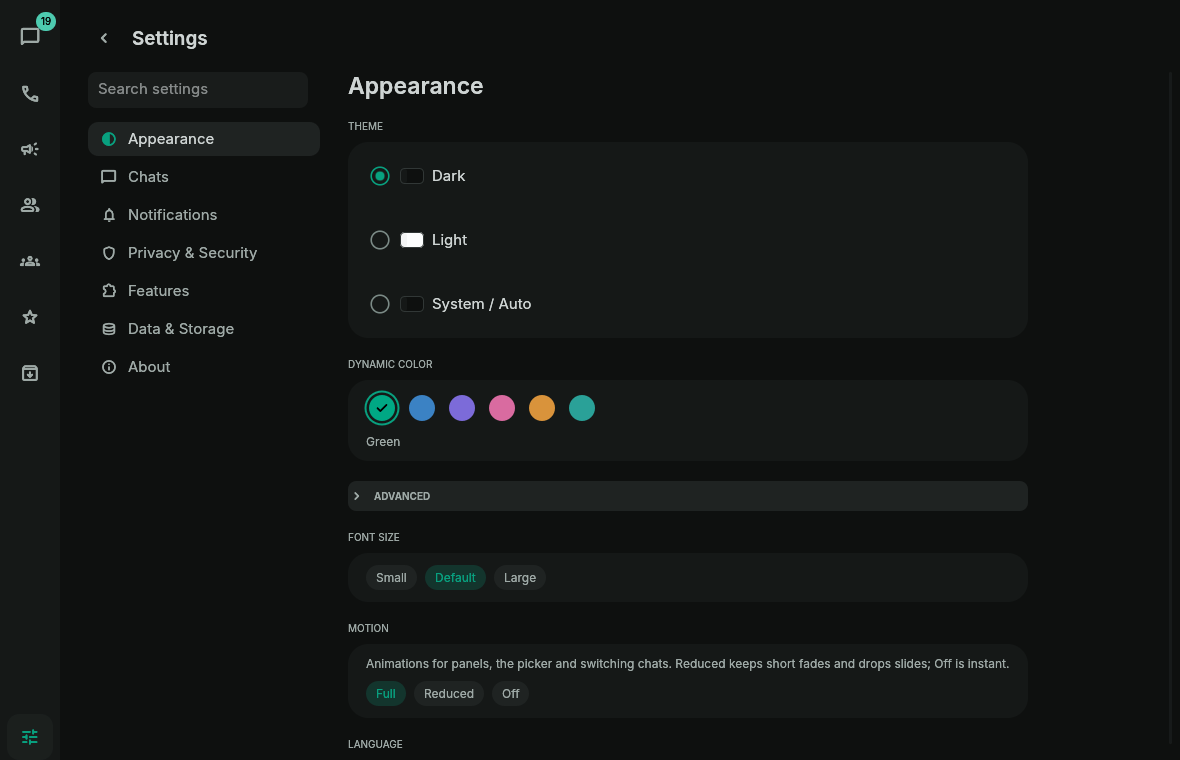 19
Settings
Search settings
Appearance
Chats
Notifications
Privacy & Security
Features
Data & Storage
About
Appearance
THEME
Dark
Light
System / Auto
DYNAMIC COLOR
Green
ADVANCED
FONT SIZE
Small Default Large
MOTION
Animations for panels, the picker and switching chats. Reduced keeps short fades and drops slides; Off is instant.
Full Reduced Off
LANGUAGE